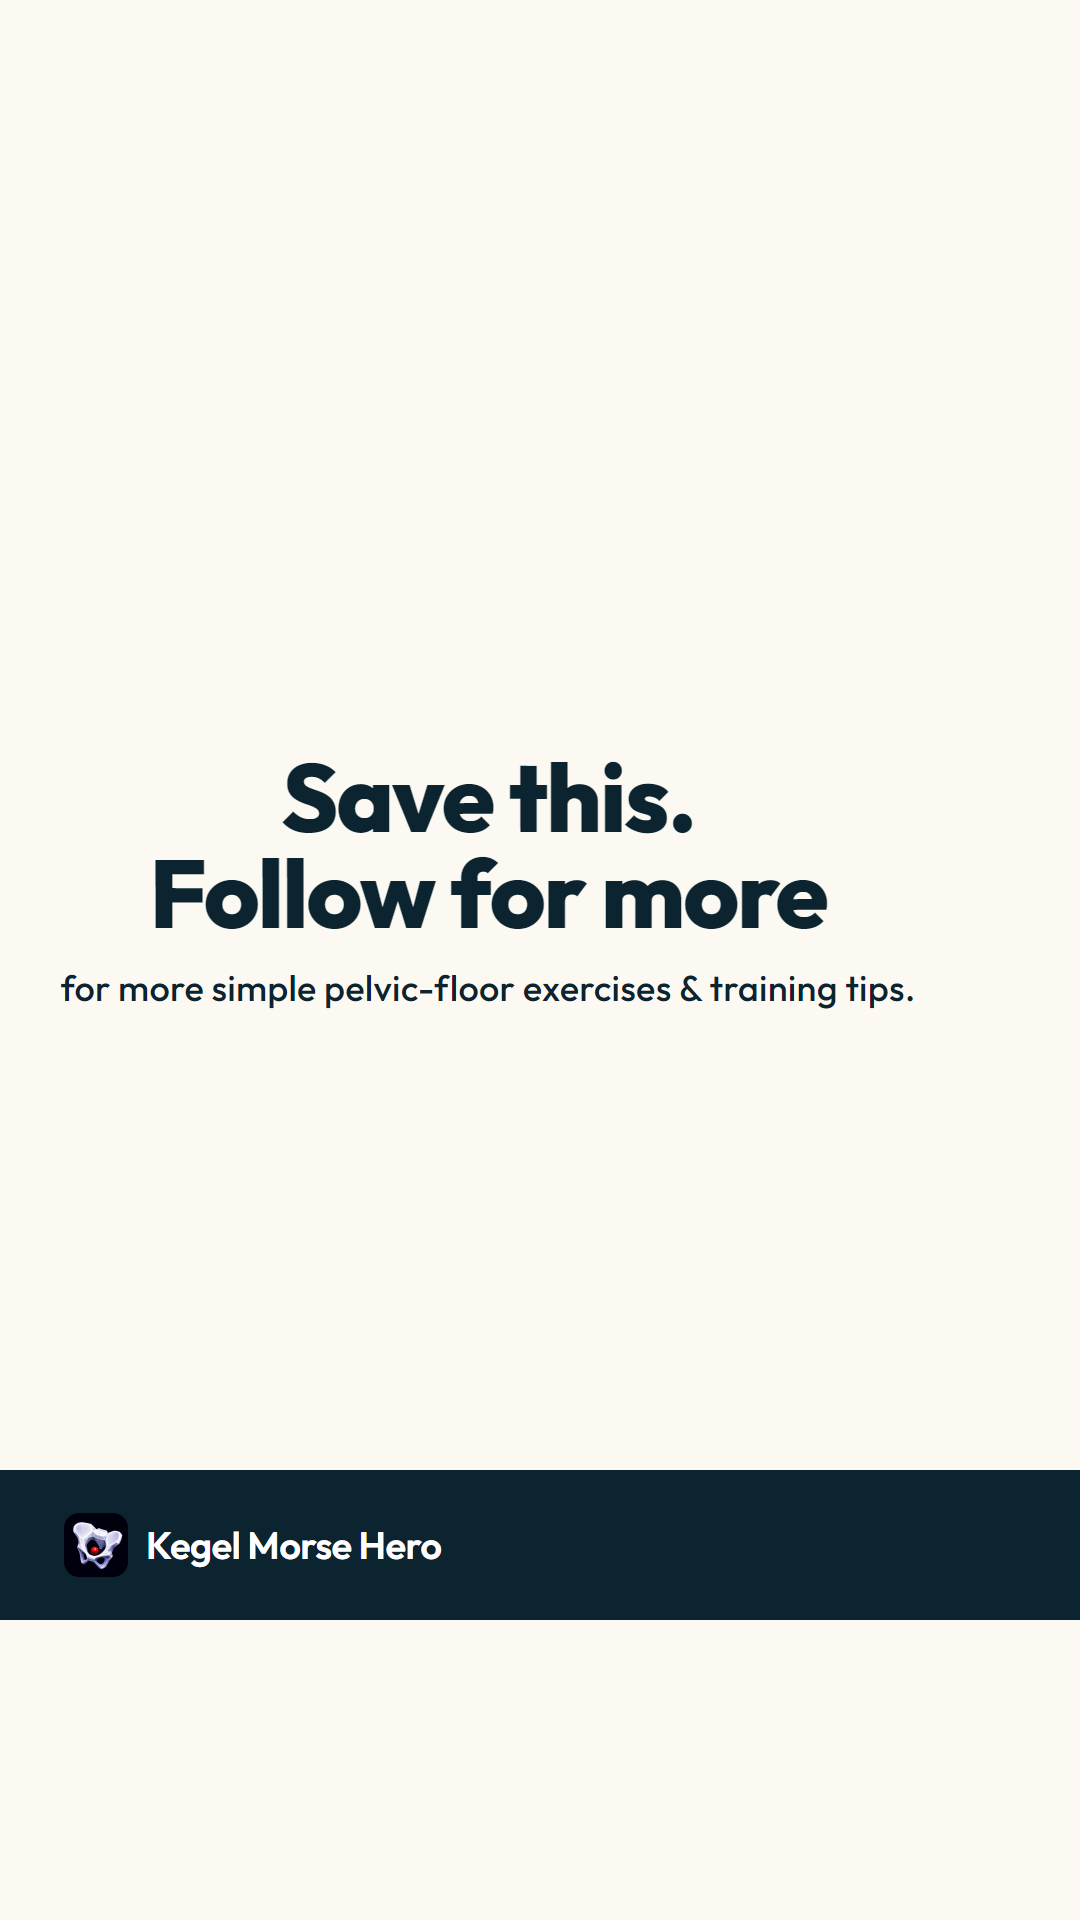 Save this.
Follow for more
for more simple pelvic-floor exercises & training tips.
Kegel Morse Hero